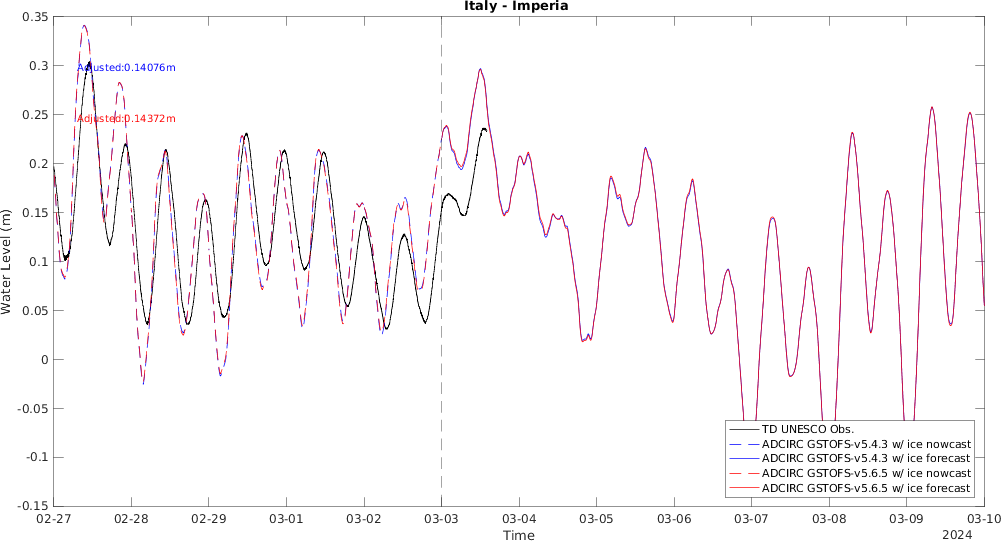 Italy - Imperia
0.35
0.3
0.25
0.2
0.15
0.1
0.05
0
-0.05
-0.1
-0.15
Water Level (m)
Adjusted:0.14076m
Adjusted:0.14372m
TD UNESCO Obs.
ADCIRC GSTOFS-v5.4.3 w/ ice nowcast
ADCIRC GSTOFS-v5.4.3 w/ ice forecast
ADCIRC GSTOFS-v5.6.5 w/ ice nowcast
ADCIRC GSTOFS-v5.6.5 w/ ice forecast
02-27 02-28 02-29 03-01 03-02 03-03 03-04 03-05 03-06 03-07 03-08 03-09 03-10
Time
2024